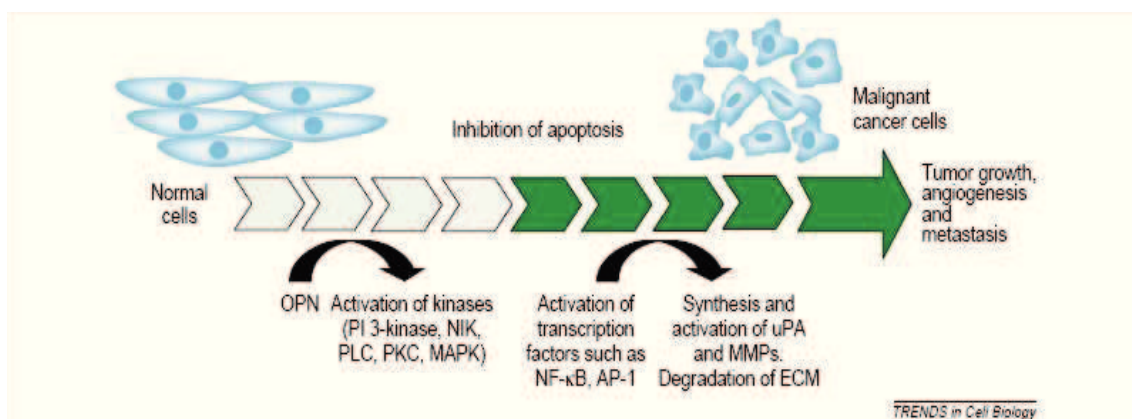 Inhibition of apoptosis
Malignant
cancer cells
Normal
cells
Tumor growth,
angiogenesis
and
metastasis
OPN
Activation of kinases
(PI 3-kinase, NIK,
PLC, PKC, MAPK)
Activation of
transcription
factors such as
NF-κB, AP-1
Synthesis and
activation of uPA
and MMPs.
Degradation of ECM
TRENDS in Cell Biology